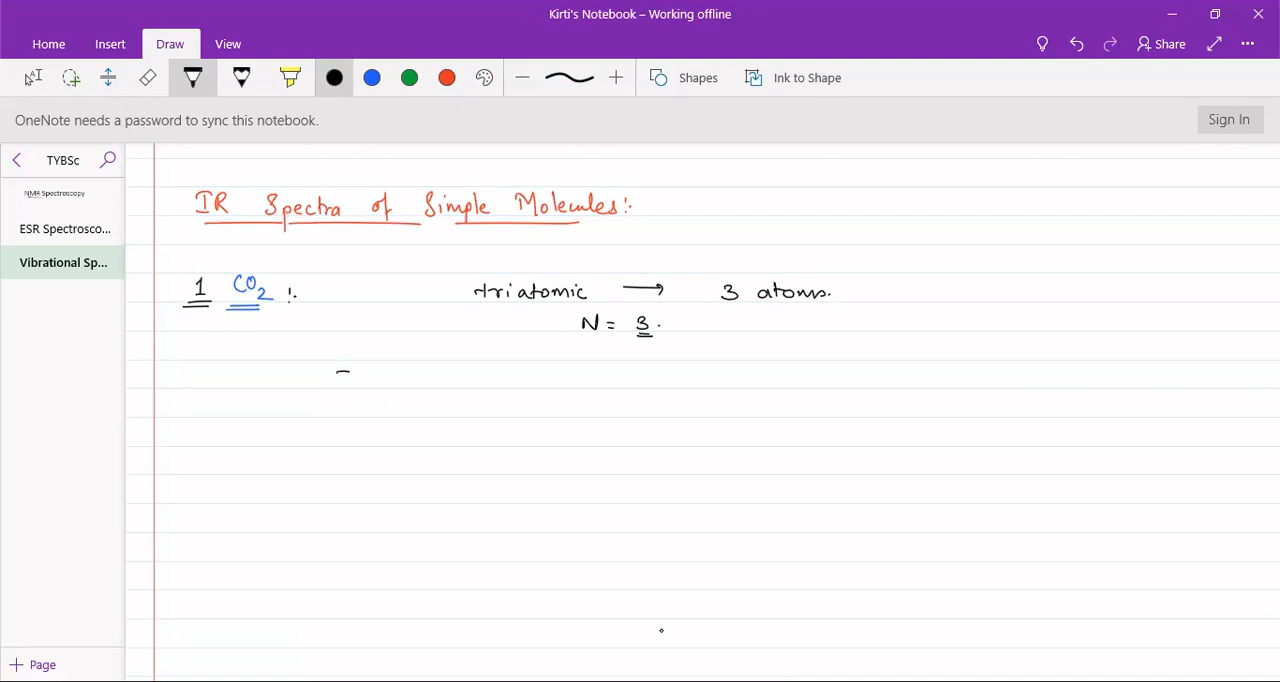 Kirti's Notebook – Working offline
Home Insert Draw View
Share
Shapes Ink to Shape
OneNote needs a password to sync this notebook.
Sign In
TYBSc
NMR Spectroscopy
ESR Spectrosco...
Vibrational Sp...
Page
IR Spectra of Simple Molecules:
1 CO2 : triatomic → 3 atoms.
N = 3.